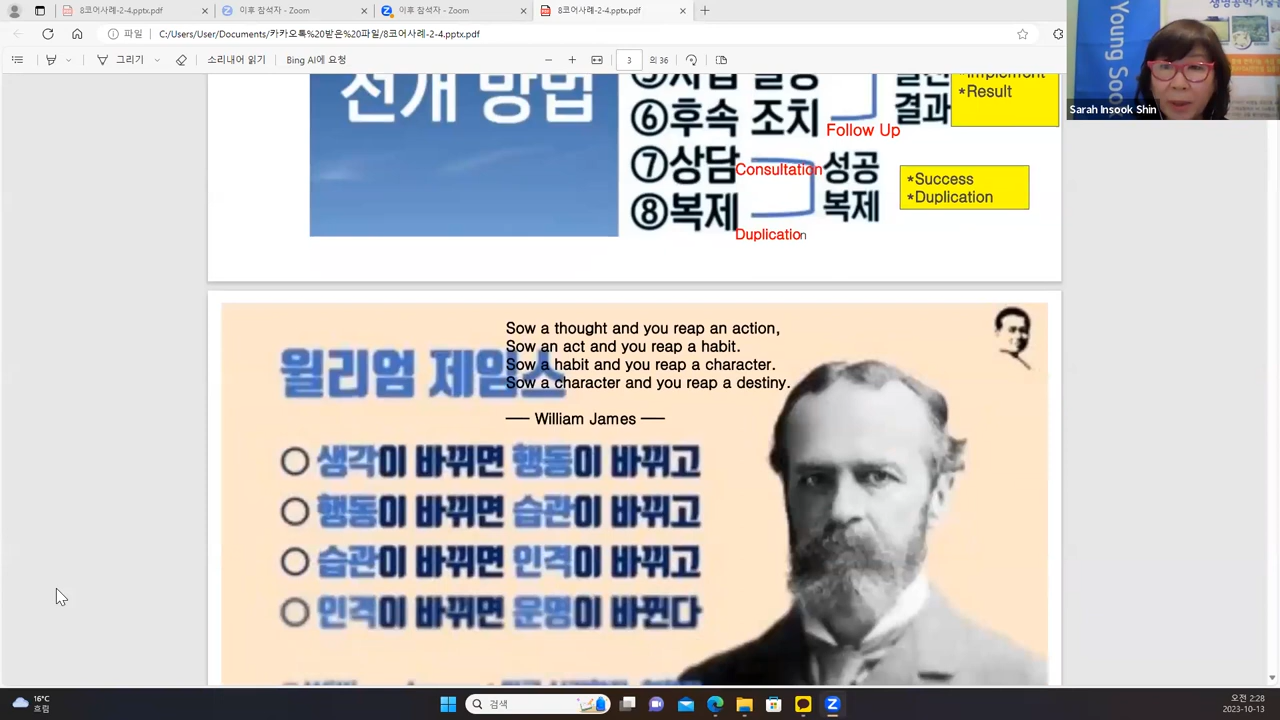 8코어사례-2-4.pptx.pdf
이후 참석자 - Zoom
이후 참석자 - Zoom
8코어사례-2-4.pptx.pdf
파일
C:/Users/User/Documents/카카오톡%20받은%20파일/8코어사례-2-4.pptx.pdf
그리기
소리내어 읽기
Bing AI에 요청
3
의 36
Young Soo
Sarah Insook Shin
전개 방법
*Implement
*Result
⑥후속 조치
결과
Follow Up
⑦상담
Consultation
성공
*Success
*Duplication
⑧복제
복제
Duplication
Sow a thought and you reap an action,
Sow an act and you reap a habit.
Sow a habit and you reap a character.
Sow a character and you reap a destiny.
윌리엄 제임스
── William James ──
○ 생각이 바뀌면 행동이 바뀌고
○ 행동이 바뀌면 습관이 바뀌고
○ 습관이 바뀌면 인격이 바뀌고
○ 인격이 바뀌면 운명이 바뀐다
16°C
흐림
검색
오전 2:28
2023-10-13